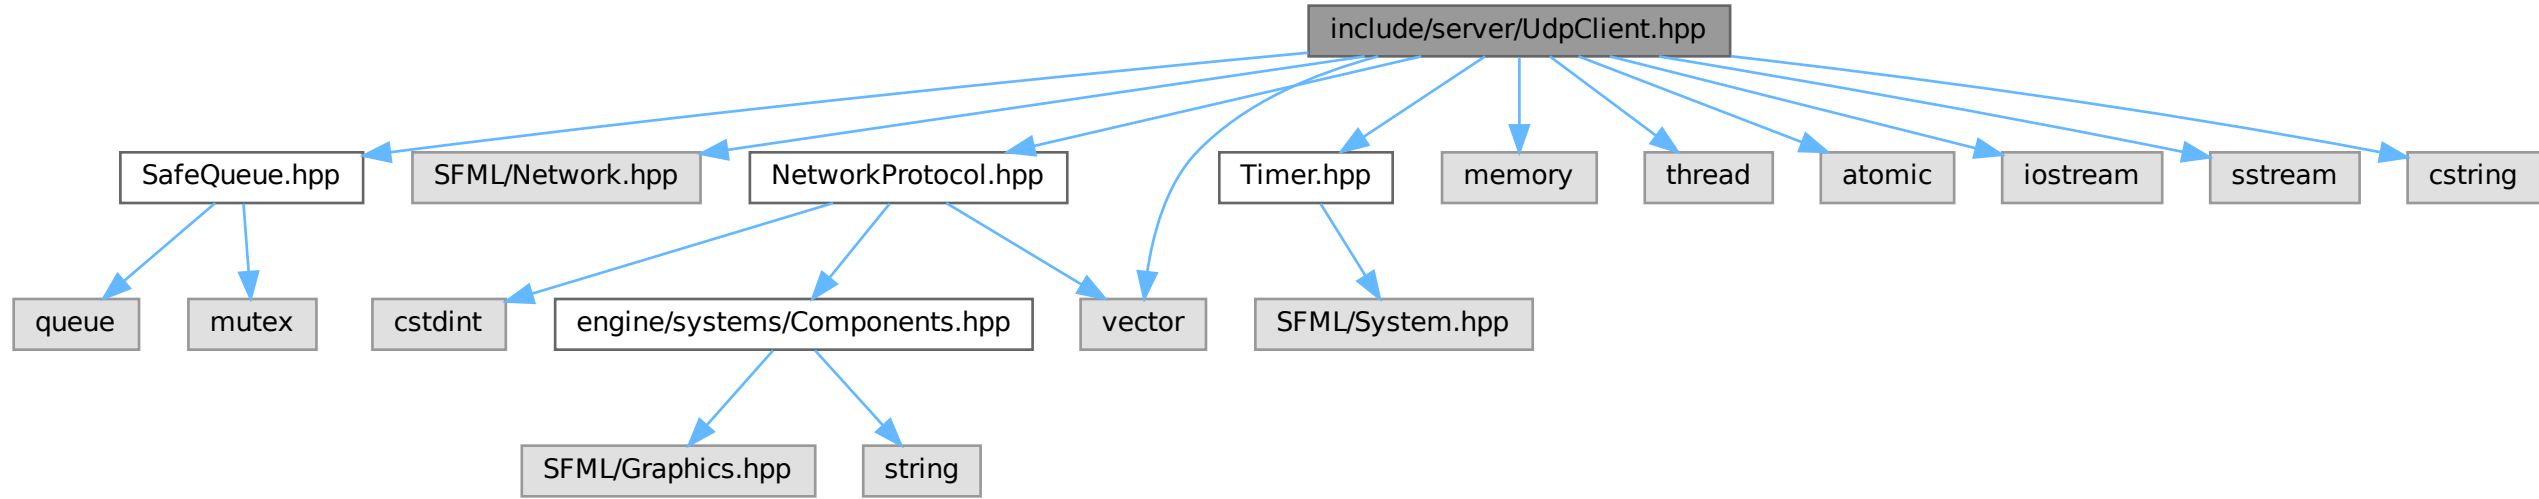 include/server/UdpClient.hpp
SafeQueue.hpp
SFML/Network.hpp
NetworkProtocol.hpp
Timer.hpp
memory
thread
atomic
iostream
sstream
cstring
queue
mutex
cstdint
engine/systems/Components.hpp
vector
SFML/System.hpp
SFML/Graphics.hpp
string